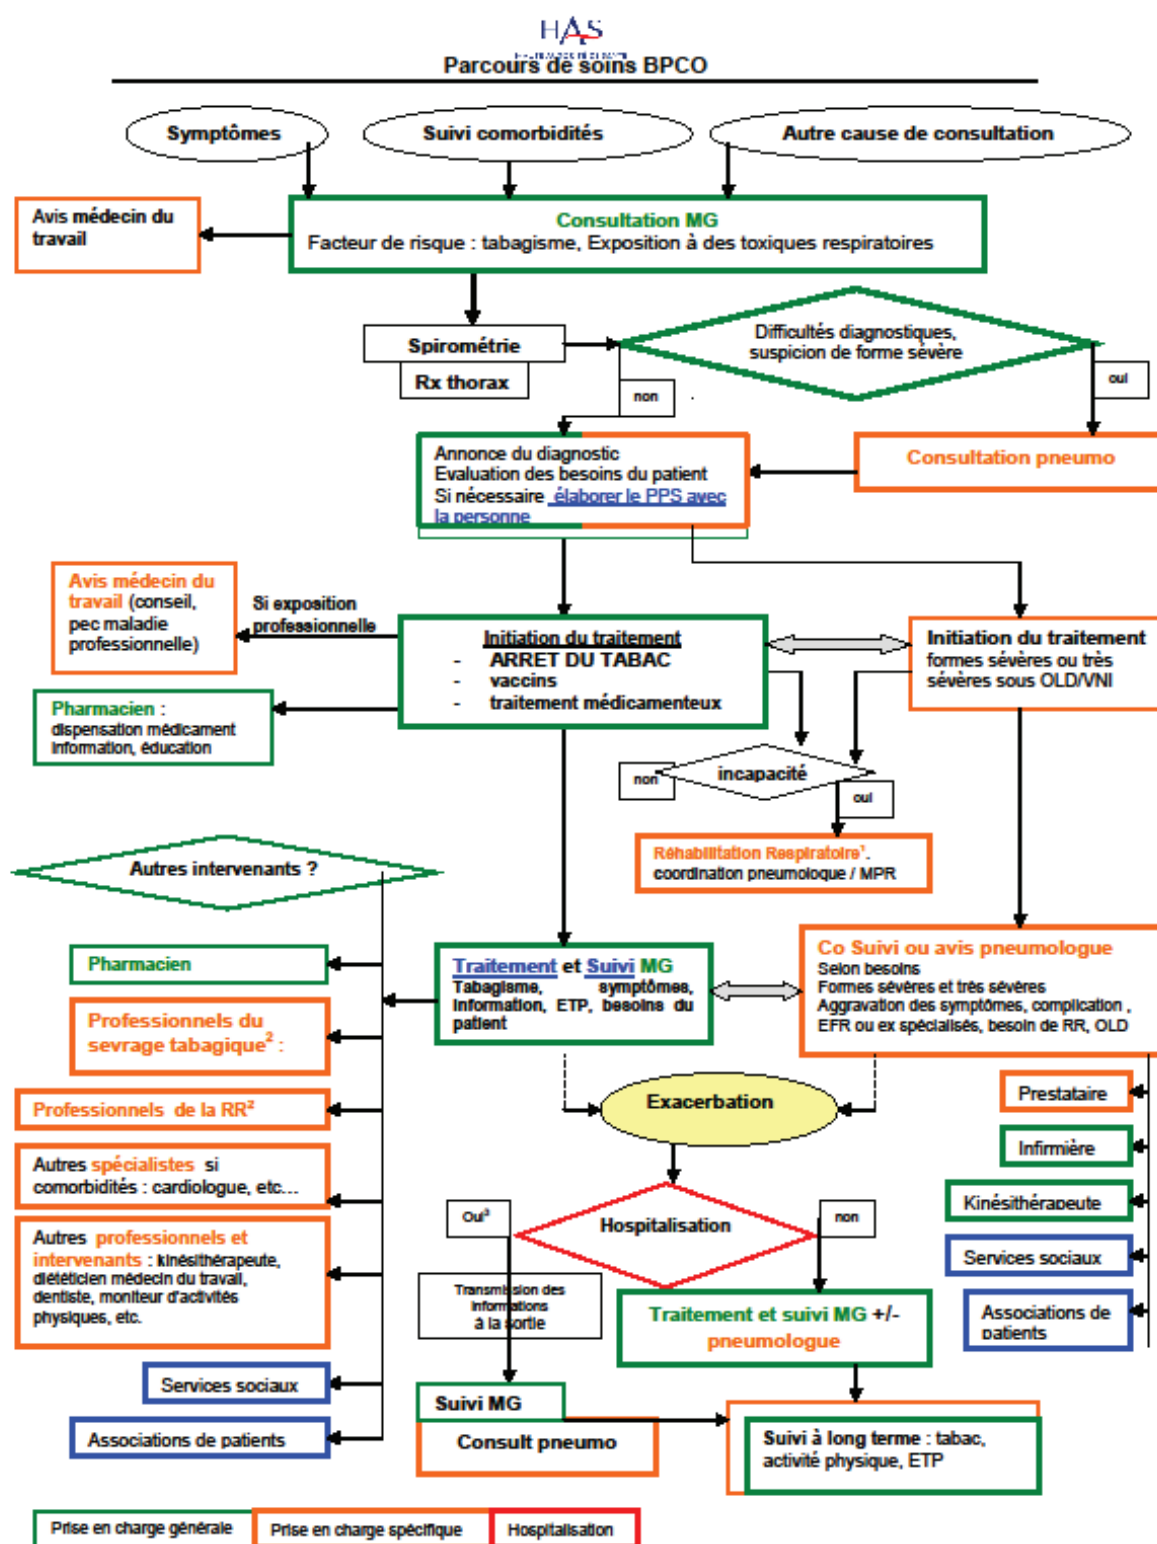 HAS
Parcours de soins BPCO
Symptômes
Suivi comorbidités
Autre cause de consultation
Avis médecin du
travail
Consultation MG
Facteur de risque : tabagisme, Exposition à des toxiques respiratoires
Difficultés diagnostiques,
suspicion de forme sévère
Spirométrie
Rx thorax
non
oui
Annonce du diagnostic
Evaluation des besoins du patient
Si nécessaire élaborer le PPS avec
la personne
Consultation pneumo
Avis médecin du
travail (conseil,
pec maladie
professionnelle)
Si exposition
professionnelle
Initiation du traitement
- ARRET DU TABAC
- vaccins
- traitement médicamenteux
Initiation du traitement
formes sévères ou très
sévères sous OLD/VNI
Pharmacien :
dispensation médicament
information, éducation
non
incapacité
oui
Réhabilitation Respiratoire¹.
coordination pneumologue / MPR
Autres intervenants ?
Pharmacien
Professionnels du
sevrage tabagique² :
Professionnels de la RR²
Autres spécialistes si
comorbidités : cardiologue, etc...
Autres professionnels et
intervenants : kinésithérapeute,
diététicien médecin du travail,
dentiste, moniteur d'activités
physiques, etc.
Services sociaux
Associations de patients
Traitement et Suivi MG
Tabagisme, symptômes,
information, ETP, besoins du
patient
Co Suivi ou avis pneumologue
Selon besoins
Formes sévères et très sévères
Aggravation des symptômes, complication ,
EFR ou ex spécialisés, besoin de RR, OLD
Exacerbation
Prestataire
Infirmière
Kinésithérapeute
Services sociaux
Associations de
patients
Oui³
Hospitalisation
non
Transmission des
informations
à la sortie
Traitement et suivi MG +/-
pneumologue
Suivi MG
Consult pneumo
Suivi à long terme : tabac,
activité physique, ETP
Prise en charge générale
Prise en charge spécifique
Hospitalisation